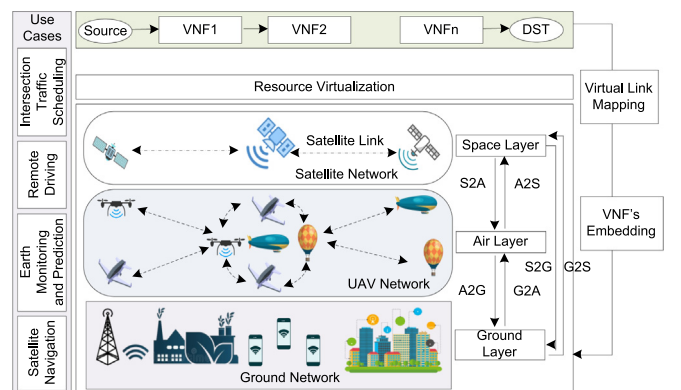 Use
Cases
Intersection
Traffic
Scheduling
Remote
Driving
Earth
Monitoring
and Prediction
Satellite
Navigation
Source
VNF1
VNF2
VNFn
DST
Resource Virtualization
Satellite Link
Satellite Network
UAV Network
Ground Network
Space Layer
S2A
A2S
Air Layer
S2G
G2S
A2G
G2A
Ground
Layer
Virtual Link
Mapping
VNF's
Embedding